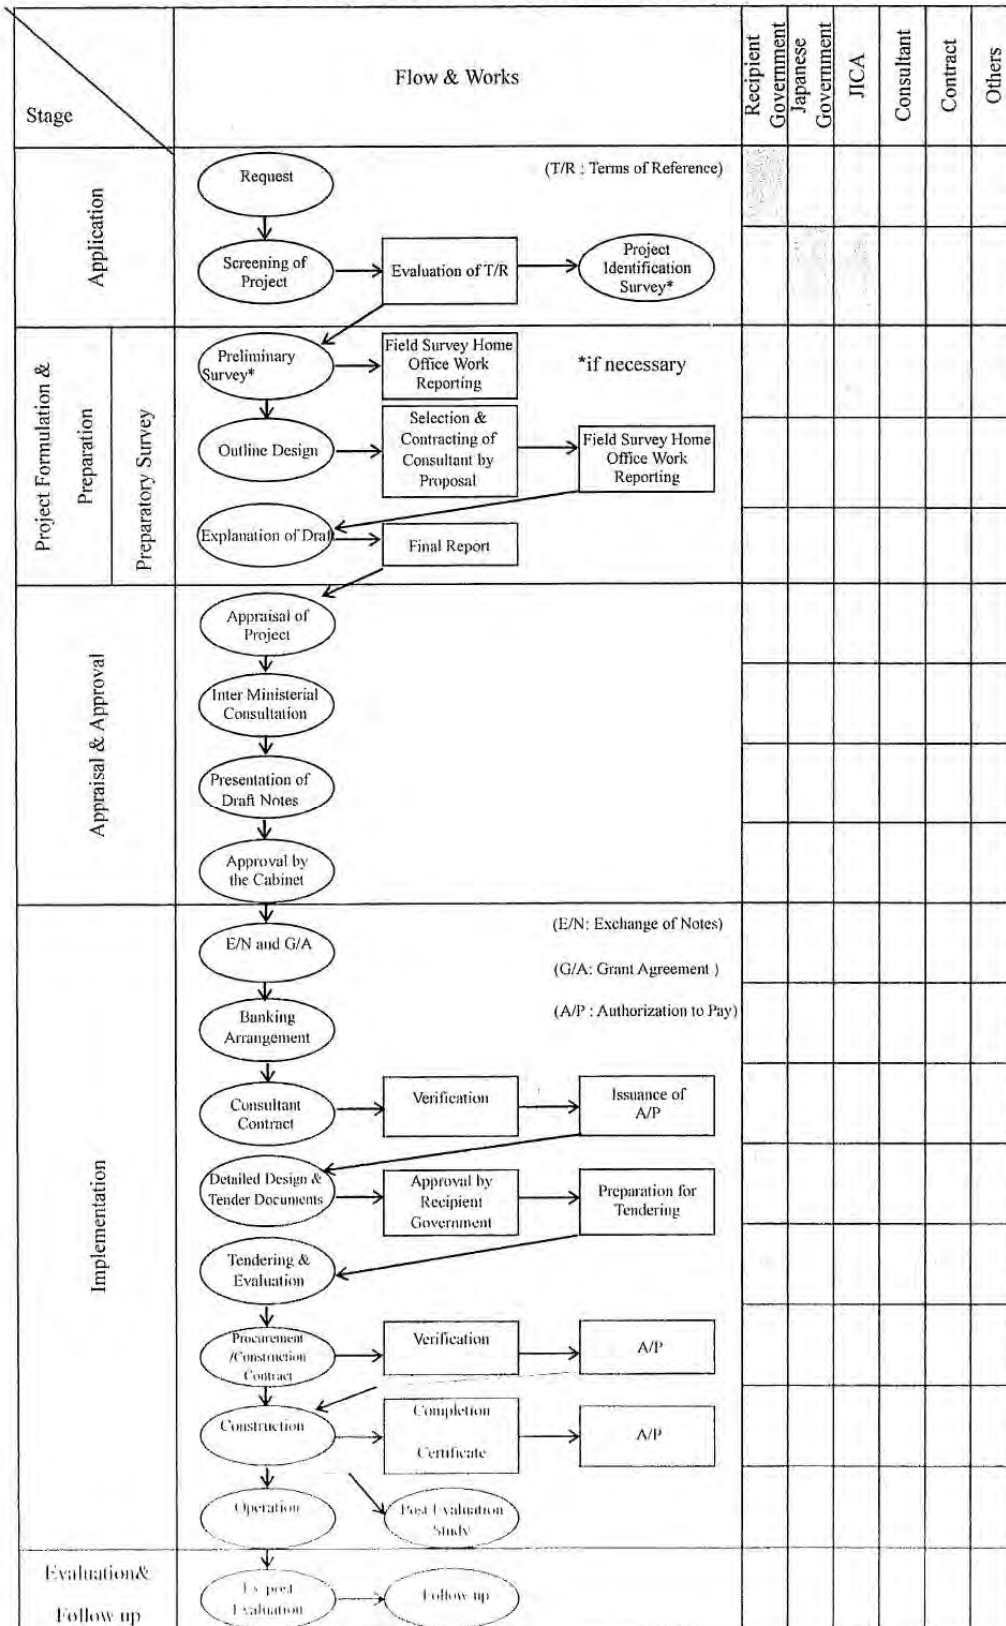 Stage
Flow & Works
Recipient
Government
Japanese
Government
JICA
Consultant
Contract
Others
Application
Request
(T/R : Terms of Reference)
Screening of
Project
Evaluation of T/R
Project
Identification
Survey*
Project Formulation &
Preparation
Preparatory Survey
Preliminary
Survey*
Field Survey Home
Office Work
Reporting
*if necessary
Outline Design
Selection &
Contracting of
Consultant by
Proposal
Field Survey Home
Office Work
Reporting
Explanation of Draft
Final Report
Appraisal & Approval
Appraisal of
Project
Inter Ministerial
Consultation
Presentation of
Draft Notes
Approval by
the Cabinet
Implementation
E/N and G/A
(E/N: Exchange of Notes)
(G/A: Grant Agreement )
(A/P : Authorization to Pay)
Banking
Arrangement
Consultant
Contract
Verification
Issuance of
A/P
Detailed Design &
Tender Documents
Approval by
Recipient
Government
Preparation for
Tendering
Tendering &
Evaluation
Procurement
/Construction
Contract
Verification
A/P
Construction
Completion
Certificate
A/P
Operation
Post Evaluation
Study
Evaluation&
Follow up
Ex-post
Evaluation
Follow up